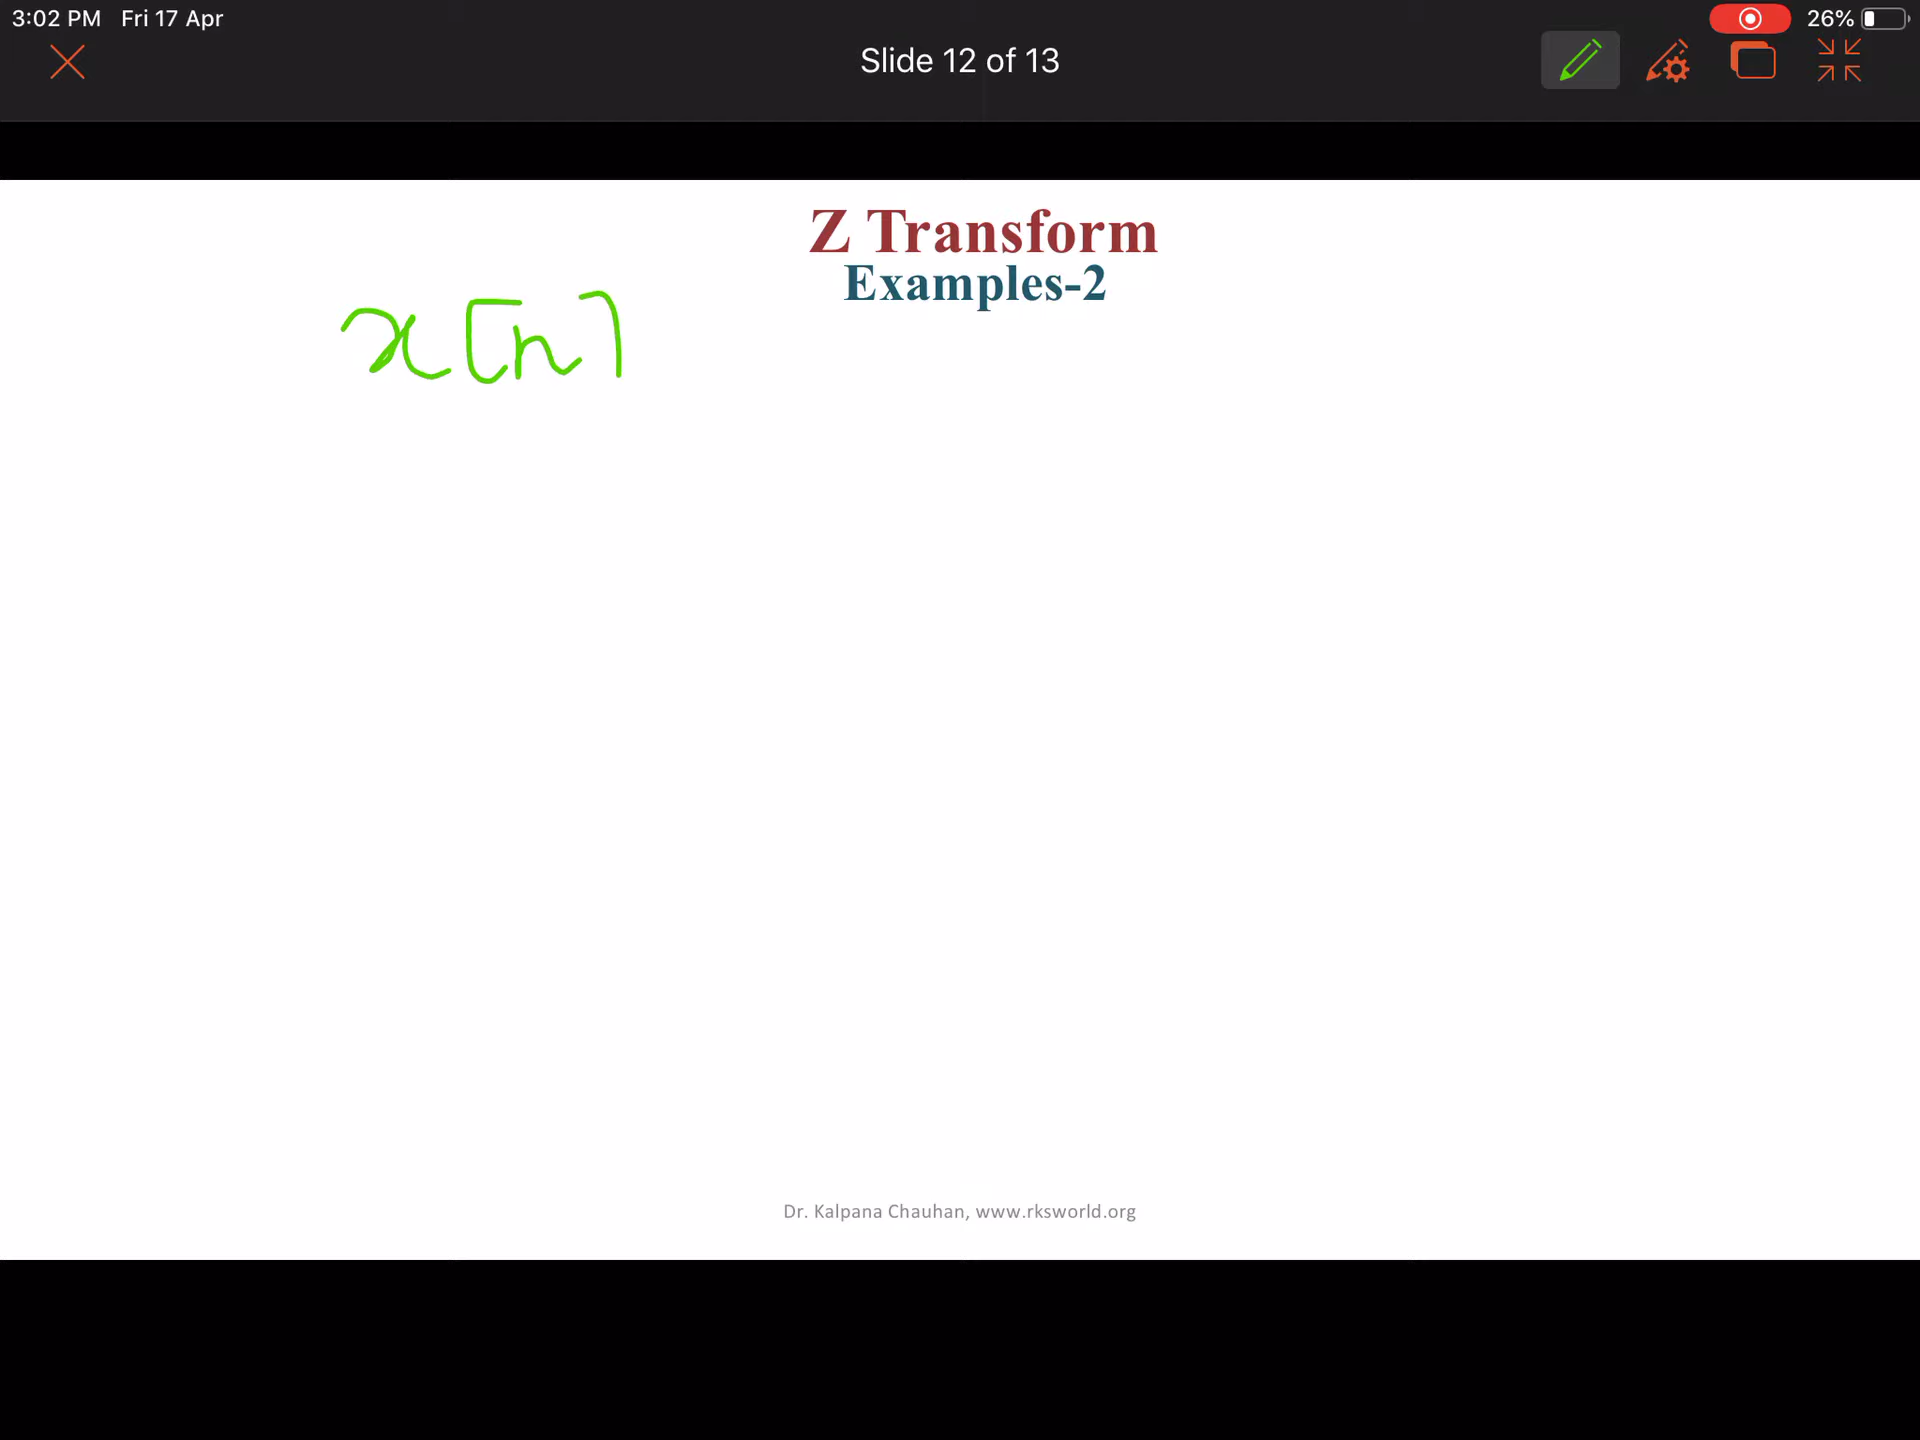 3:02 PM Fri 17 Apr
26%
Slide 12 of 13
Z Transform
Examples-2
x[n]
Dr. Kalpana Chauhan, www.rksworld.org